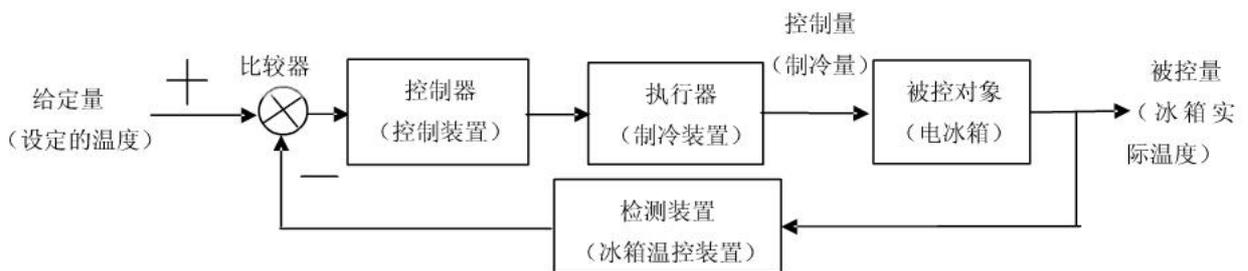 给定量
（设定的温度）
+
比较器
—
控制器
（控制装置）
执行器
（制冷装置）
控制量
（制冷量）
被控对象
（电冰箱）
被控量
（冰箱实
际温度）
检测装置
（冰箱温控装置）